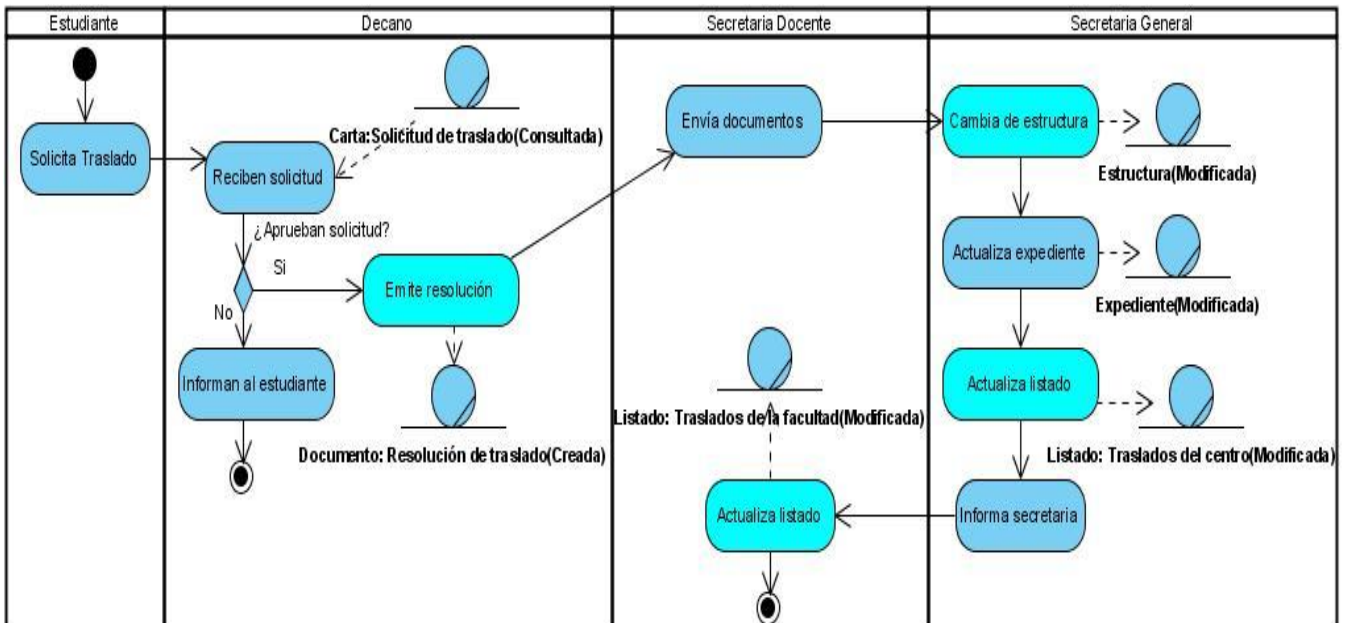 Estudiante
Decano
Secretaria Docente
Secretaria General
Solicita Traslado
Carta:Solicitud de traslado(Consultada)
Reciben solicitud
¿Aprueban solicitud?
Si
No
Emite resolución
Informan al estudiante
Documento: Resolución de traslado(Creada)
Envía documentos
Cambia de estructura
Estructura(Modificada)
Actualiza expediente
Expediente(Modificada)
Actualiza listado
Listado: Traslados del centro(Modificada)
Informa secretaria
Listado: Traslados de la facultad(Modificada)
Actualiza listado